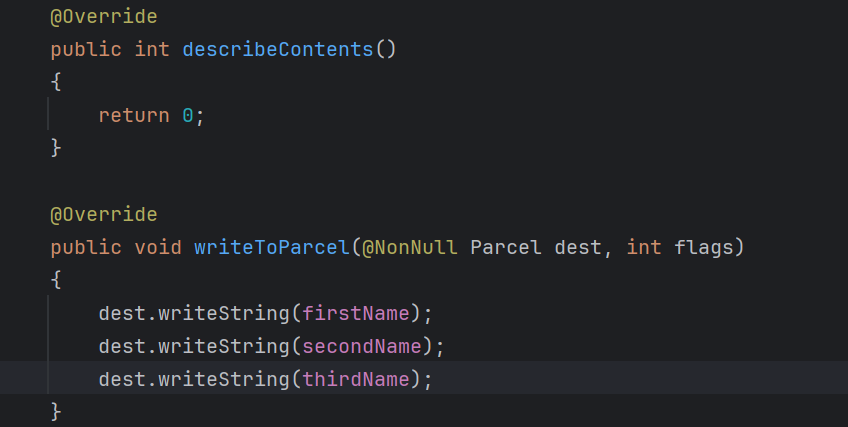 @Override
public int describeContents()
{
return 0;
}
@Override
public void writeToParcel(@NonNull Parcel dest, int flags)
{
dest.writeString(firstName);
dest.writeString(secondName);
dest.writeString(thirdName);
}